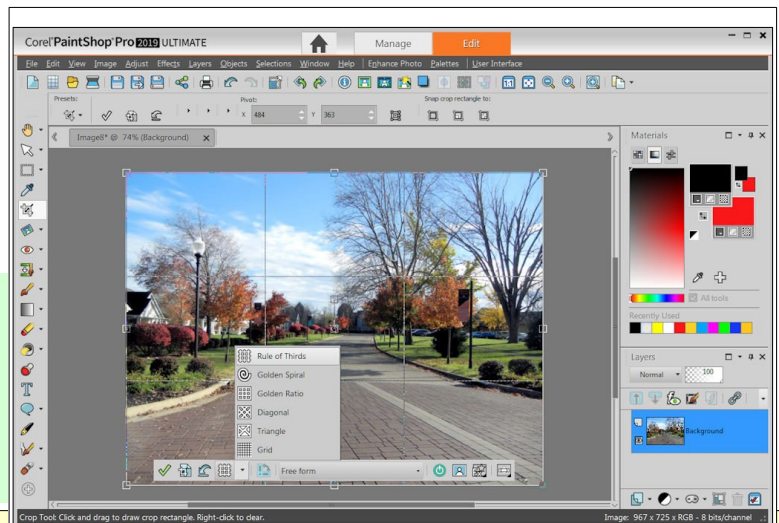 Corel PaintShop Pro 2019 ULTIMATE
Manage
Edit
File Edit View Image Adjust Effects Layers Objects Selections Window Help Enhance Photo Palettes User Interface
Presets:
Pivot:
X 484
Y 363
Snap crop rectangle to:
Image8* @ 74% (Background)
Materials
All tools
Recently Used
Rule of Thirds
Golden Spiral
Golden Ratio
Diagonal
Triangle
Grid
Free form
Layers
Normal
100
Background
Crop Tool: Click and drag to draw crop rectangle. Right-click to clear.
Image: 967 x 725 x RGB - 8 bits/channel